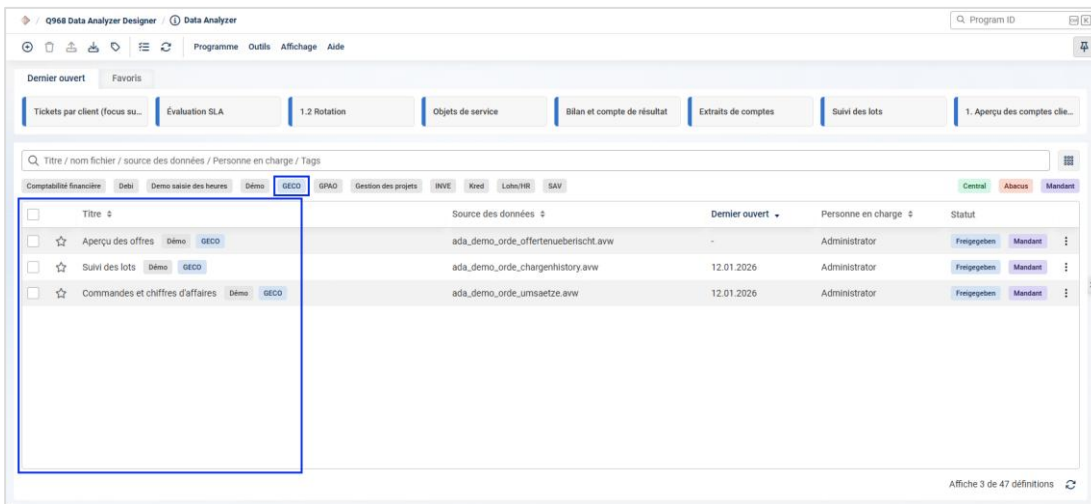 / Q968 Data Analyzer Designer / Data Analyzer
Program ID
Programme Outils Affichage Aide
Dernier ouvert Favoris
Tickets par client (focus su... Évaluation SLA 1.2 Rotation Objets de service Bilan et compte de résultat Extraits de comptes Suivi des lots 1. Aperçu des comptes clie...
Titre / nom fichier / source des données / Personne en charge / Tags
Comptabilité financière Debi Demo saisie des heures Démo GECO GPAO Gestion des projets INVE Kred Lohn/HR SAV Central Abacus Mandant
Titre Source des données Dernier ouvert Personne en charge Statut
Aperçu des offres Démo GECO ada_demo_orde_offertenueberischt.avw - Administrator Freigegeben Mandant
Suivi des lots Démo GECO ada_demo_orde_chargenhistory.avw 12.01.2026 Administrator Freigegeben Mandant
Commandes et chiffres d'affaires Démo GECO ada_demo_orde_umsaetze.avw 12.01.2026 Administrator Freigegeben Mandant
Affiche 3 de 47 définitions